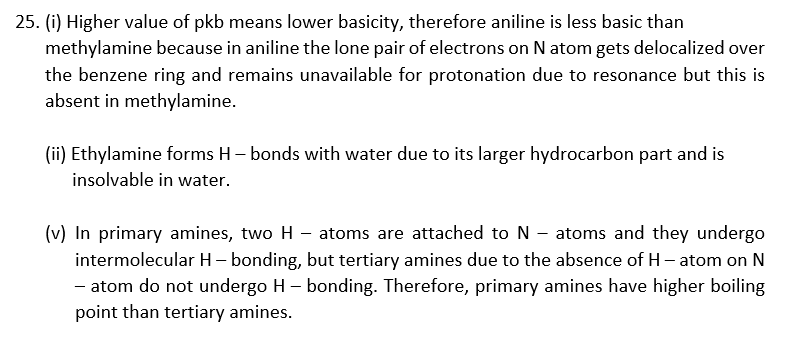 25. (i) Higher value of pkb means lower basicity, therefore aniline is less basic than
methylamine because in aniline the lone pair of electrons on N atom gets delocalized over
the benzene ring and remains unavailable for protonation due to resonance but this is
absent in methylamine.
(ii) Ethylamine forms H – bonds with water due to its larger hydrocarbon part and is
insolvable in water.
(v) In primary amines, two H – atoms are attached to N – atoms and they undergo
intermolecular H – bonding, but tertiary amines due to the absence of H – atom on N
– atom do not undergo H – bonding. Therefore, primary amines have higher boiling
point than tertiary amines.